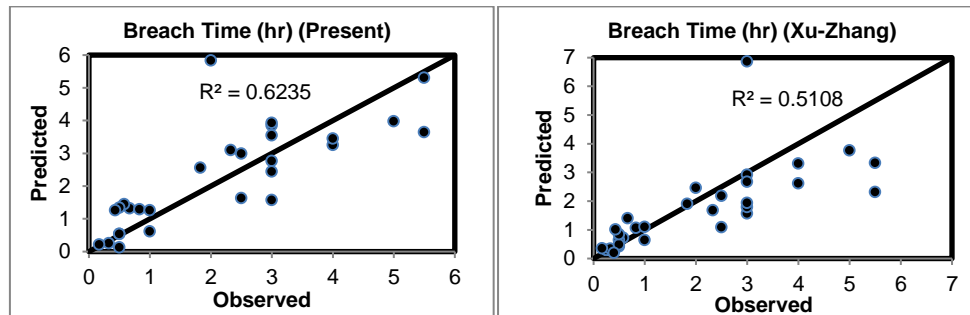 Breach Time (hr) (Present)
6
5
4
3
2
1
0
R² = 0.6235
Predicted
0 1 2 3 4 5 6
Observed
Breach Time (hr) (Xu-Zhang)
7
6
5
4
3
2
1
0
R² = 0.5108
Predicted
0 1 2 3 4 5 6 7
Observed